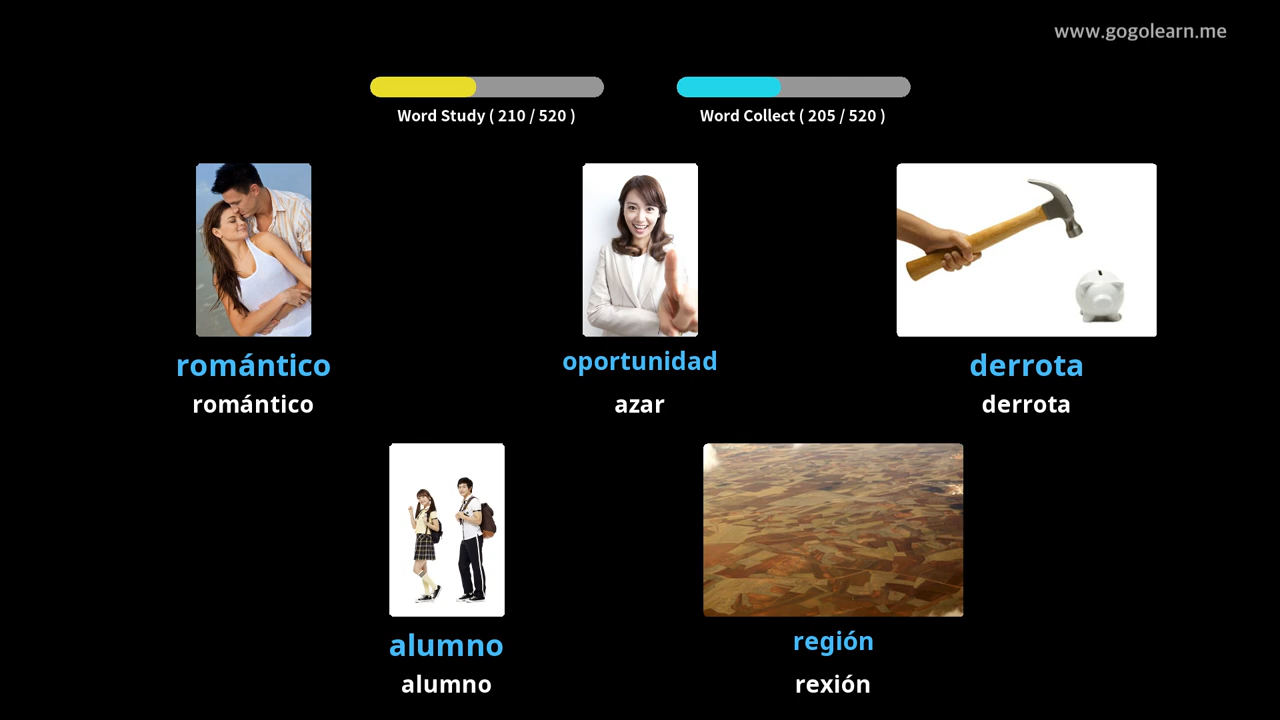 www.gogolearn.me
Word Study ( 210 / 520 )
Word Collect ( 205 / 520 )
romántico
romántico
oportunidad
azar
derrota
derrota
alumno
alumno
región
rexión